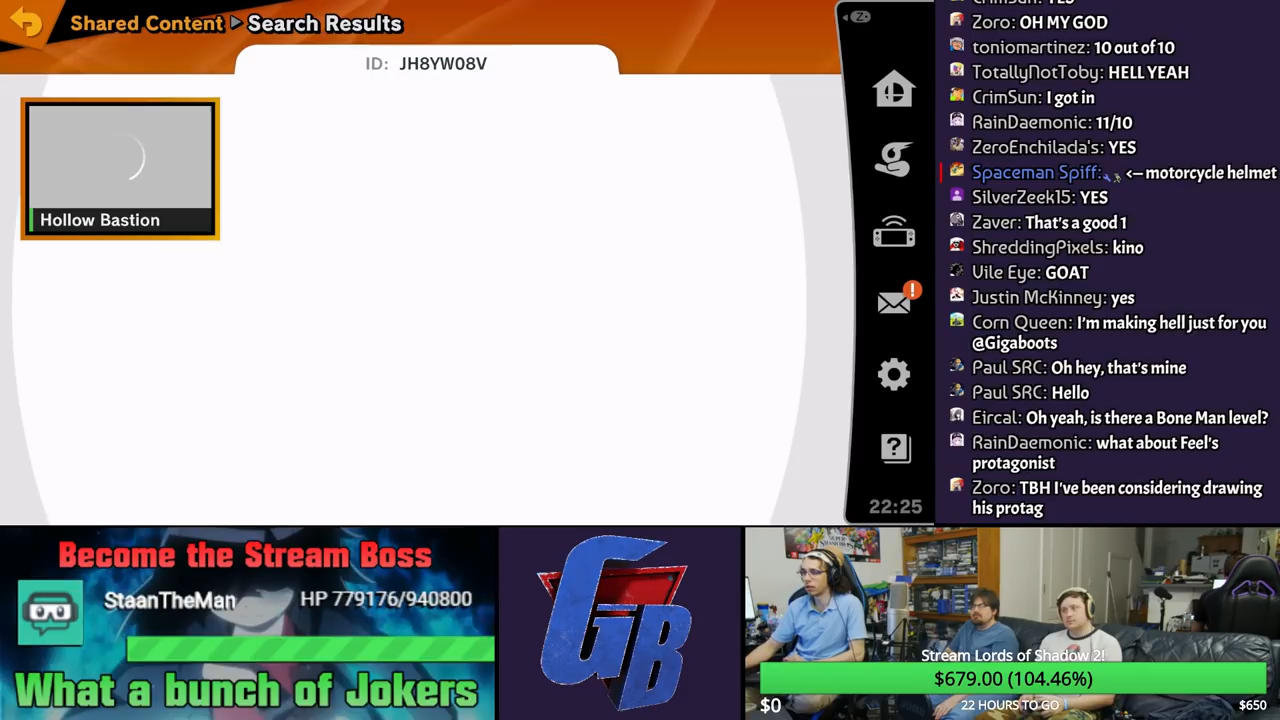 Shared Content ▶ Search Results
ID: JH8YW08V
Hollow Bastion
22:25
CrimSun: YES
Zoro: OH MY GOD
toniomartinez: 10 out of 10
TotallyNotToby: HELL YEAH
CrimSun: I got in
RainDaemonic: 11/10
ZeroEnchilada's: YES
Spaceman Spiff: <— motorcycle helmet
SilverZeek15: YES
Zaver: That's a good 1
ShreddingPixels: kino
Vile Eye: GOAT
Justin McKinney: yes
Corn Queen: I'm making hell just for you
@Gigaboots
Paul SRC: Oh hey, that's mine
Paul SRC: Hello
Eircal: Oh yeah, is there a Bone Man level?
RainDaemonic: what about Feel's
protagonist
Zoro: TBH I've been considering drawing
his protag
Become the Stream Boss
StaanTheMan HP 779176/940800
What a bunch of Jokers
GB
Stream Lords of Shadow 2!
$679.00 (104.46%)
$0 22 HOURS TO GO $650